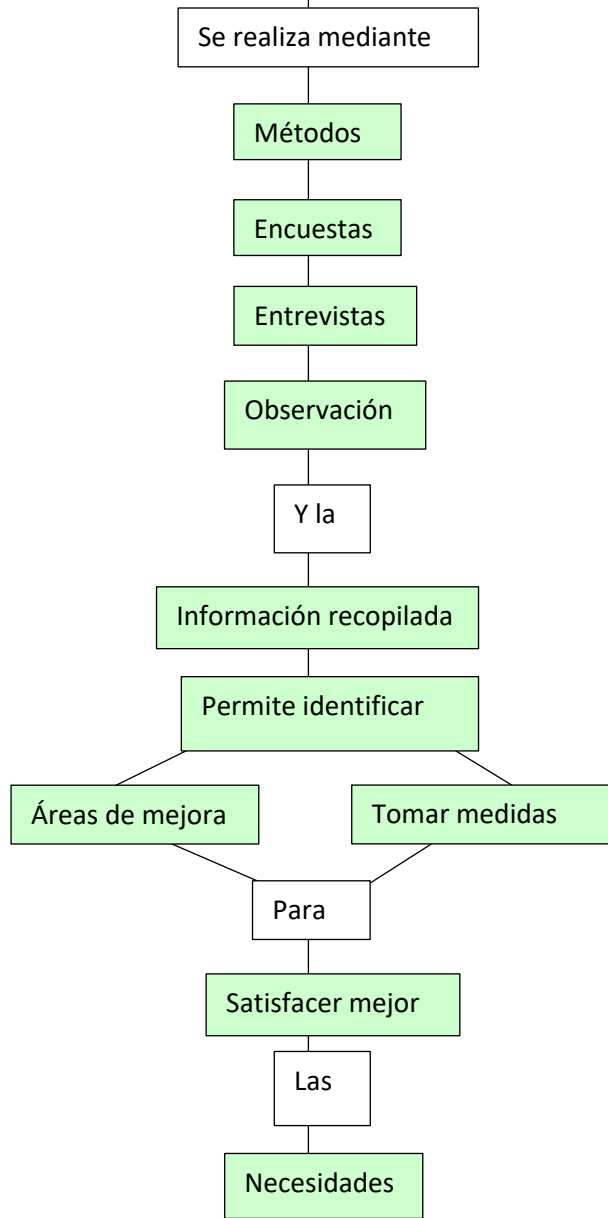 Se realiza mediante
Métodos
Encuestas
Entrevistas
Observación
Y la
Información recopilada
Permite identificar
Áreas de mejora
Tomar medidas
Para
Satisfacer mejor
Las
Necesidades